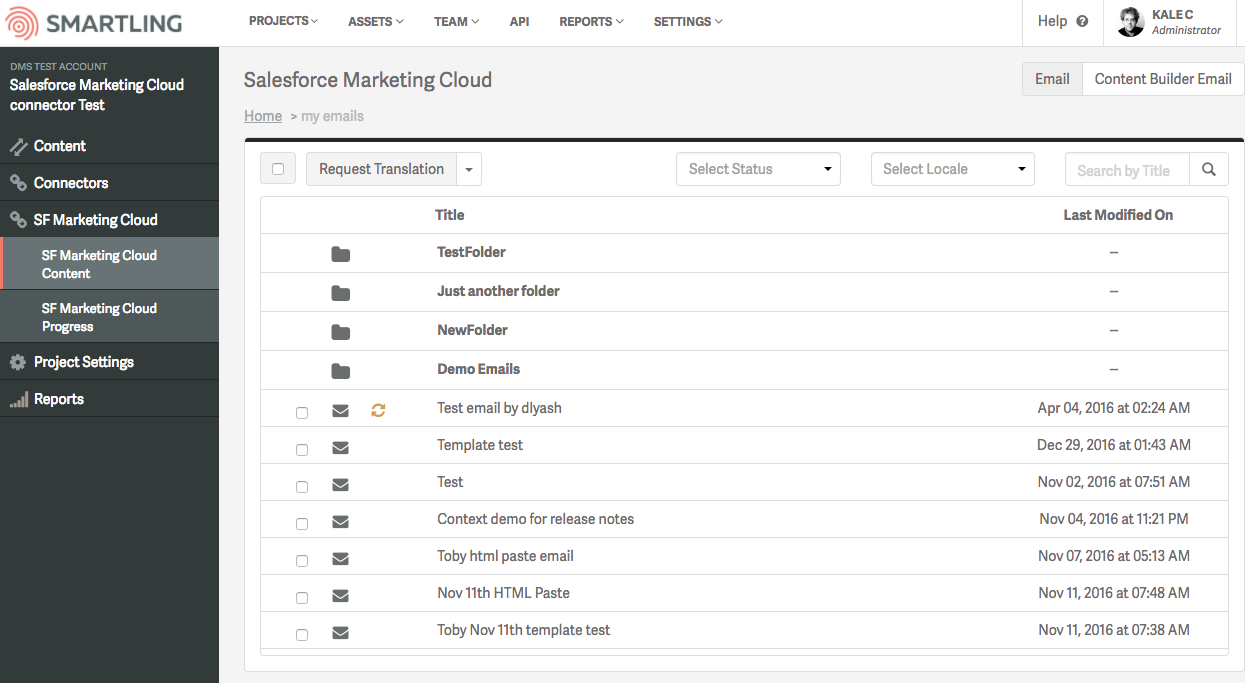 SMARTLING
PROJECTS
ASSETS
TEAM
API
REPORTS
SETTINGS
Help ?
KALE C
Administrator
DMS TEST ACCOUNT
Salesforce Marketing Cloud
connector Test
Content
Connectors
SF Marketing Cloud
SF Marketing Cloud
Content
SF Marketing Cloud
Progress
Project Settings
Reports
Salesforce Marketing Cloud
Email
Content Builder Email
Home > my emails
Request Translation
Select Status
Select Locale
Search by Title
Title Last Modified On
TestFolder --
Just another folder --
NewFolder --
Demo Emails --
Test email by dlyash Apr 04, 2016 at 02:24 AM
Template test Dec 29, 2016 at 01:43 AM
Test Nov 02, 2016 at 07:51 AM
Context demo for release notes Nov 04, 2016 at 11:21 PM
Toby html paste email Nov 07, 2016 at 05:13 AM
Nov 11th HTML Paste Nov 11, 2016 at 07:48 AM
Toby Nov 11th template test Nov 11, 2016 at 07:38 AM